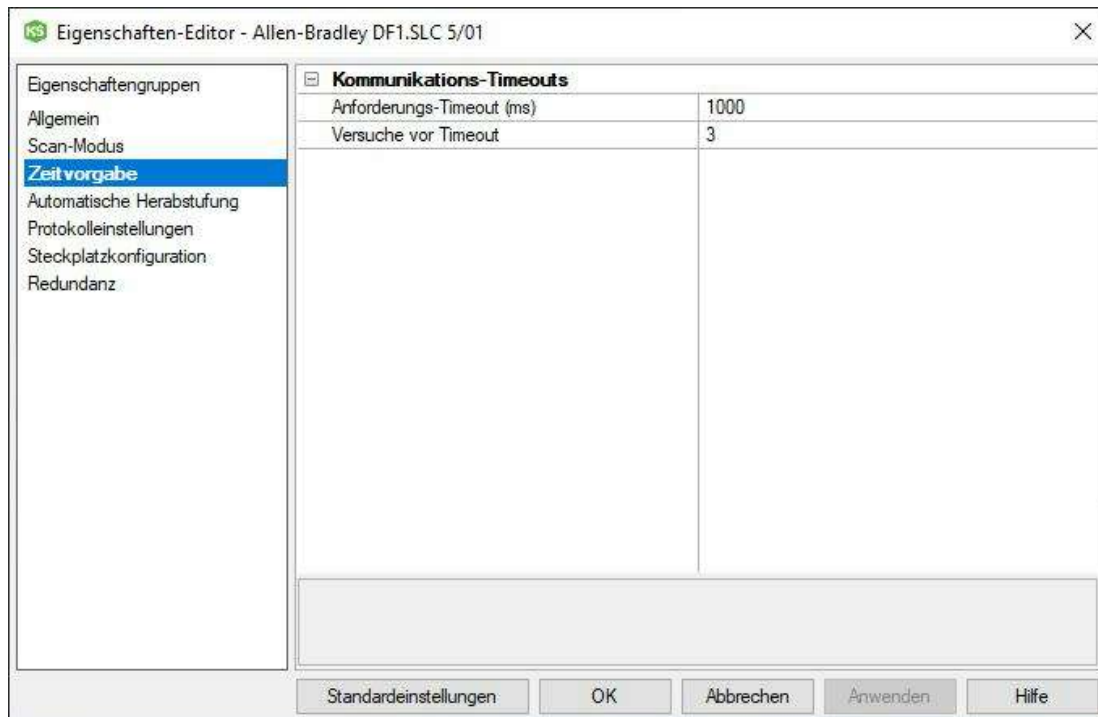 KS Eigenschaften-Editor - Allen-Bradley DF1.SLC 5/01
Eigenschaftengruppen
Allgemein
Scan-Modus
Zeitvorgabe
Automatische Herabstufung
Protokolleinstellungen
Steckplatzkonfiguration
Redundanz
Kommunikations-Timeouts
Anforderungs-Timeout (ms) 1000
Versuche vor Timeout 3
Standardeinstellungen OK Abbrechen Anwenden Hilfe